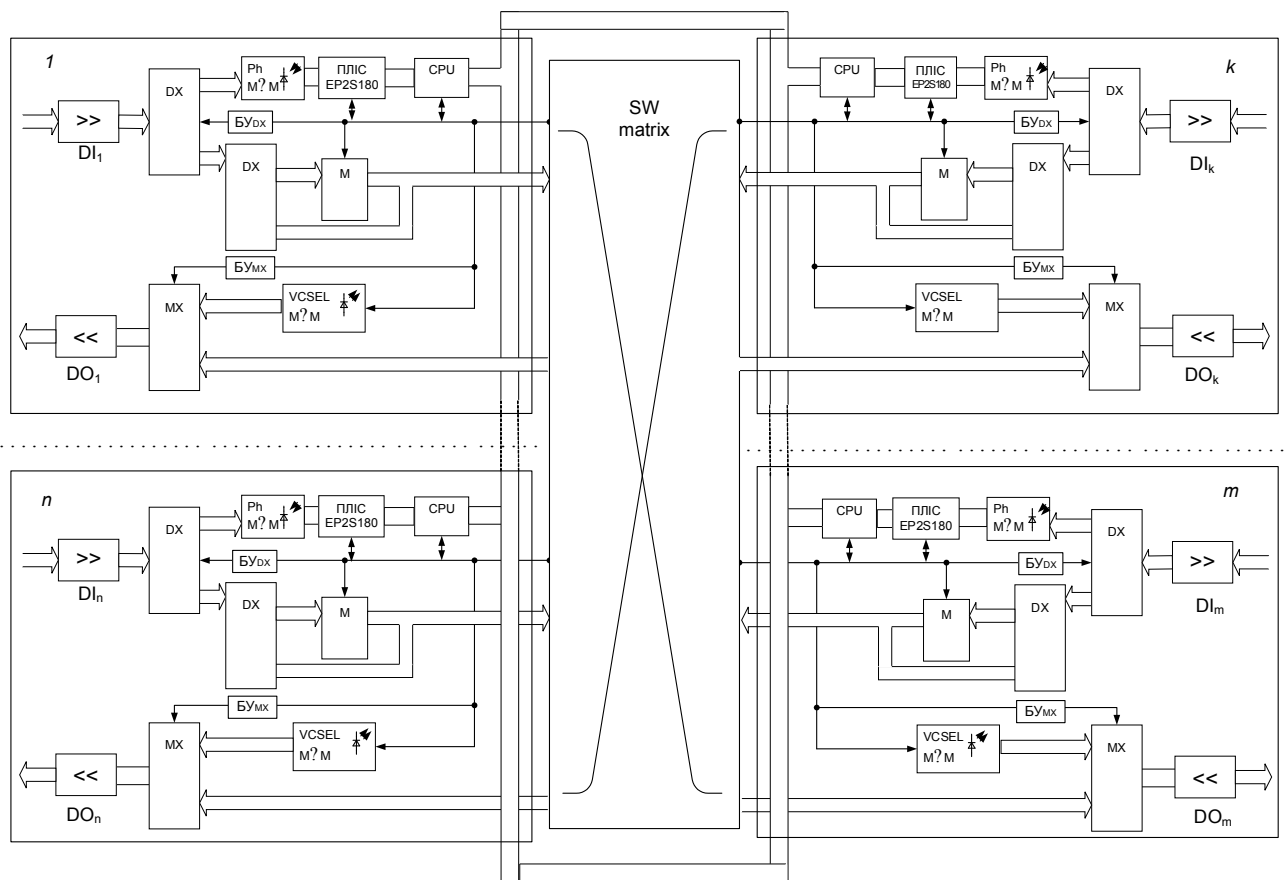 1
Ph
М?М
ПЛІС
EP2S180
CPU
DX
>>
DI1
БУDX
DX
М
БУMX
MX
VCSEL
М?М
<<
DO1
SW
matrix
k
CPU
ПЛІС
EP2S180
Ph
М?М
DX
>>
DIk
БУDX
DX
М
БУMX
VCSEL
М?М
MX
<<
DOk
n
Ph
М?М
ПЛІС
EP2S180
CPU
DX
>>
DIn
БУDX
DX
М
БУMX
MX
VCSEL
М?М
<<
DOn
m
CPU
ПЛІС
EP2S180
Ph
М?М
DX
>>
DIm
БУDX
DX
М
БУMX
VCSEL
М?М
MX
<<
>>
DOm